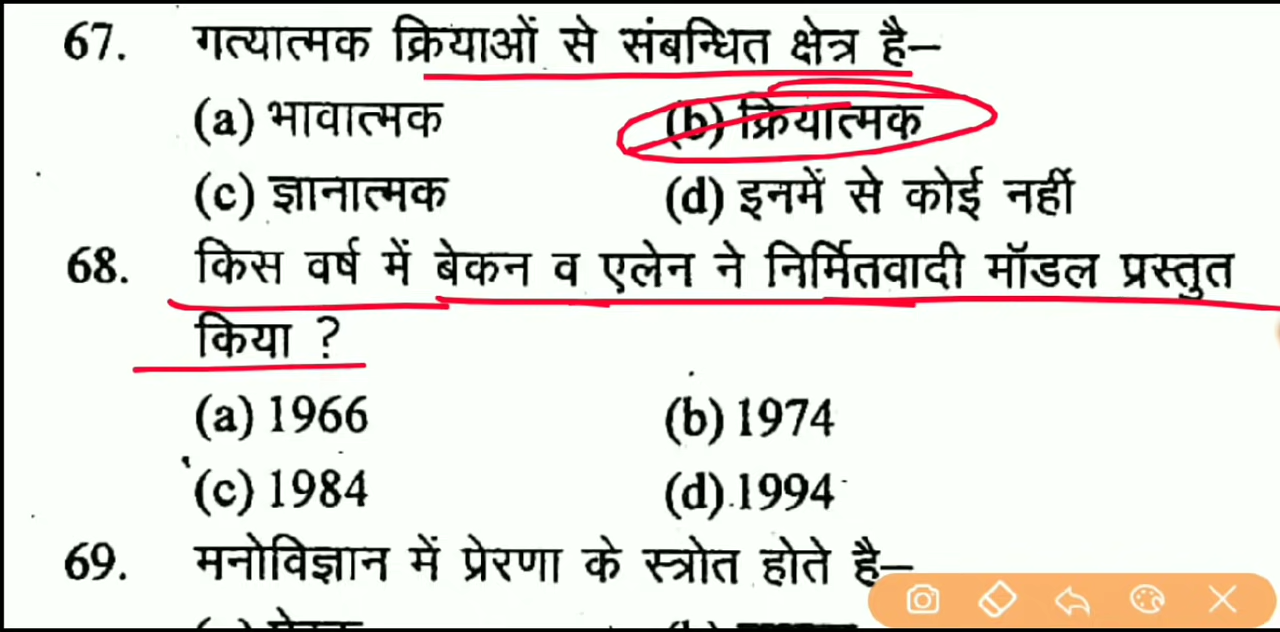 67. गत्यात्मक क्रियाओं से संबन्धित क्षेत्र है–
(a) भावात्मक (b) क्रियात्मक
(c) ज्ञानात्मक (d) इनमें से कोई नहीं
68. किस वर्ष में बेकन व एलेन ने निर्मितवादी मॉडल प्रस्तुत
किया ?
(a) 1966 (b) 1974
(c) 1984 (d) 1994
69. मनोविज्ञान में प्रेरणा के स्त्रोत होते है–